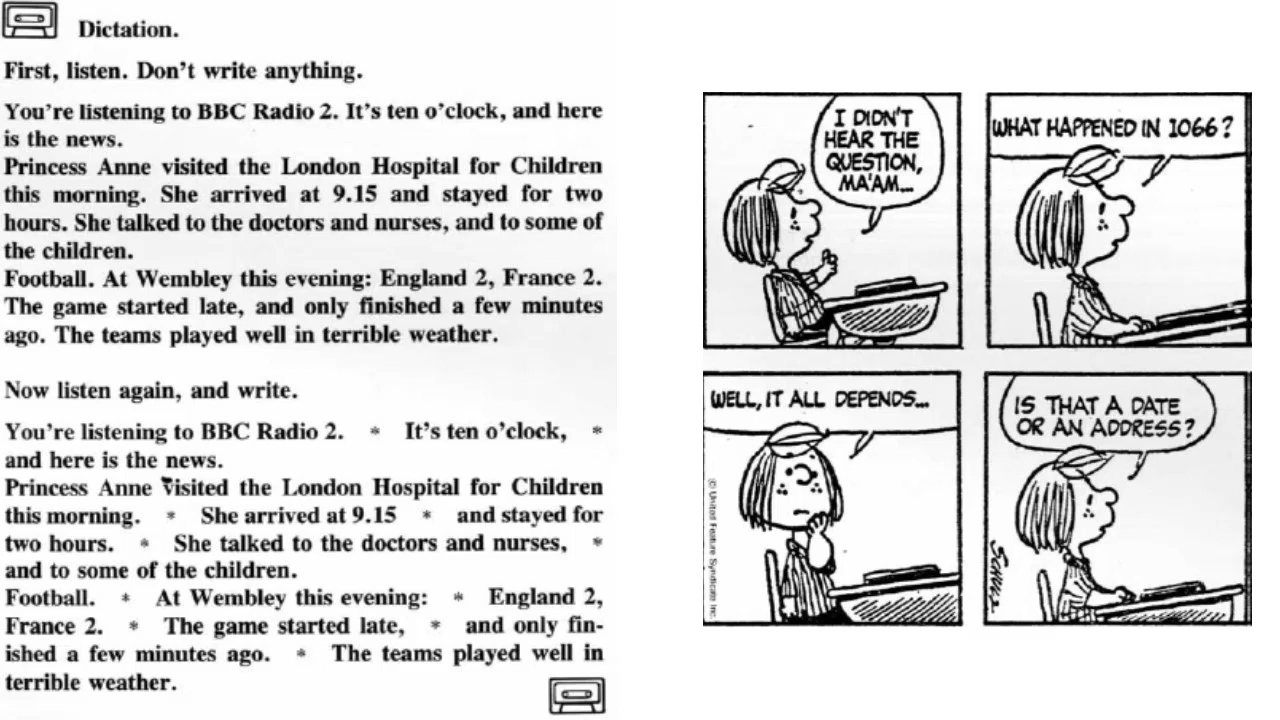 Dictation.
First, listen. Don't write anything.
You're listening to BBC Radio 2. It's ten o'clock, and here
is the news.
Princess Anne visited the London Hospital for Children
this morning. She arrived at 9.15 and stayed for two
hours. She talked to the doctors and nurses, and to some of
the children.
Football. At Wembley this evening: England 2, France 2.
The game started late, and only finished a few minutes
ago. The teams played well in terrible weather.
Now listen again, and write.
You're listening to BBC Radio 2. * It's ten o'clock, *
and here is the news.
Princess Anne visited the London Hospital for Children
this morning. * She arrived at 9.15 * and stayed for
two hours. * She talked to the doctors and nurses, *
and to some of the children.
Football. * At Wembley this evening: * England 2,
France 2. * The game started late, * and only fin-
ished a few minutes ago. * The teams played well in
terrible weather.
I DIDN'T
HEAR THE
QUESTION,
MA'AM...
WHAT HAPPENED IN 1066?
WELL, IT ALL DEPENDS...
© United Feature Syndicate Inc.
IS THAT A DATE
OR AN ADDRESS?
SCHULZ